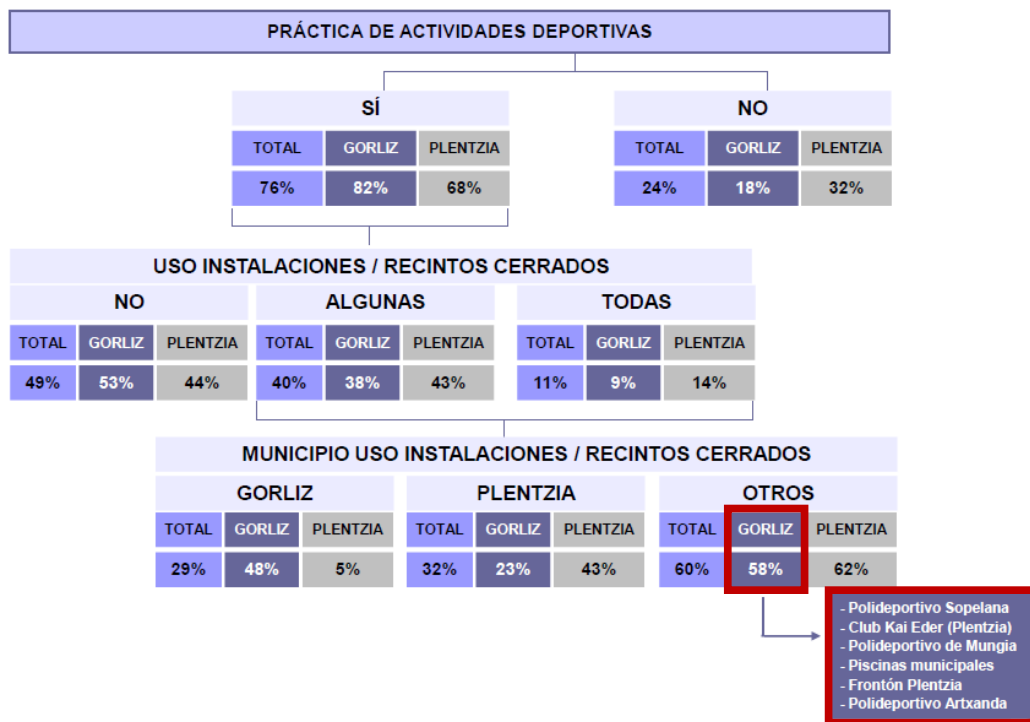 PRÁCTICA DE ACTIVIDADES DEPORTIVAS
SÍ
NO
TOTAL GORLIZ PLENTZIA
TOTAL GORLIZ PLENTZIA
76% 82% 68%
24% 18% 32%
USO INSTALACIONES / RECINTOS CERRADOS
NO
ALGUNAS
TODAS
TOTAL GORLIZ PLENTZIA
TOTAL GORLIZ PLENTZIA
TOTAL GORLIZ PLENTZIA
49% 53% 44%
40% 38% 43%
11% 9% 14%
MUNICIPIO USO INSTALACIONES / RECINTOS CERRADOS
GORLIZ
PLENTZIA
OTROS
TOTAL GORLIZ PLENTZIA
TOTAL GORLIZ PLENTZIA
TOTAL GORLIZ PLENTZIA
29% 48% 5%
32% 23% 43%
60% 58% 62%
- Polideportivo Sopelana
- Club Kai Eder (Plentzia)
- Polideportivo de Mungia
- Piscinas municipales
- Frontón Plentzia
- Polideportivo Artxanda